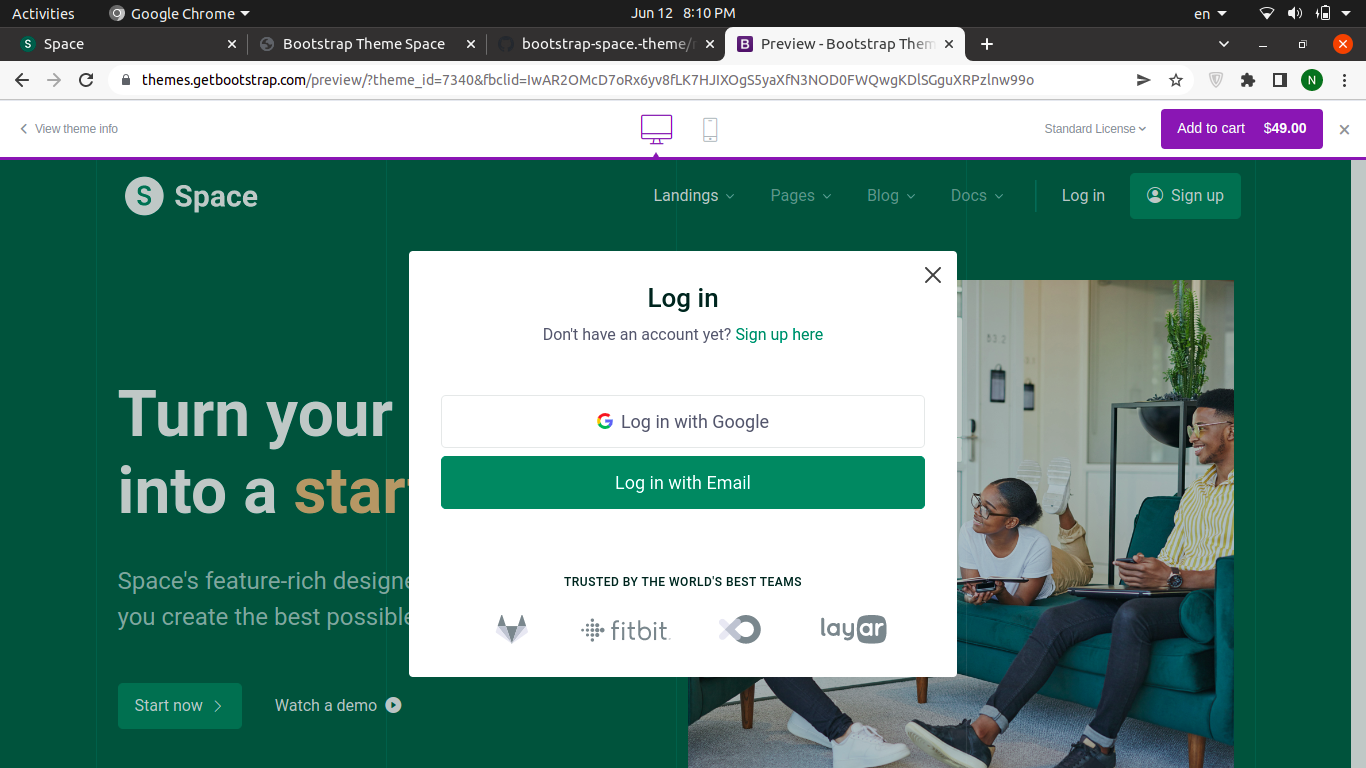 Activities
Google Chrome
Jun 12 8:10 PM
en
S Space
Bootstrap Theme Space
bootstrap-space.-theme/
B Preview - Bootstrap Them
themes.getbootstrap.com/preview/?theme_id=7340&fbclid=IwAR2OMcD7oRx6yv8fLK7HJIXOgS5yaXfN3NOD0FWQwgKDlSGguXRPzlnw99o
N
View theme info
Standard License
Add to cart $49.00
S Space
Landings
Pages
Blog
Docs
Log in
Sign up
Log in
Don't have an account yet? Sign up here
Log in with Google
Log in with Email
TRUSTED BY THE WORLD'S BEST TEAMS
fitbit
layar
Turn your
into a star
Space's feature-rich designe
you create the best possible
Start now
Watch a demo